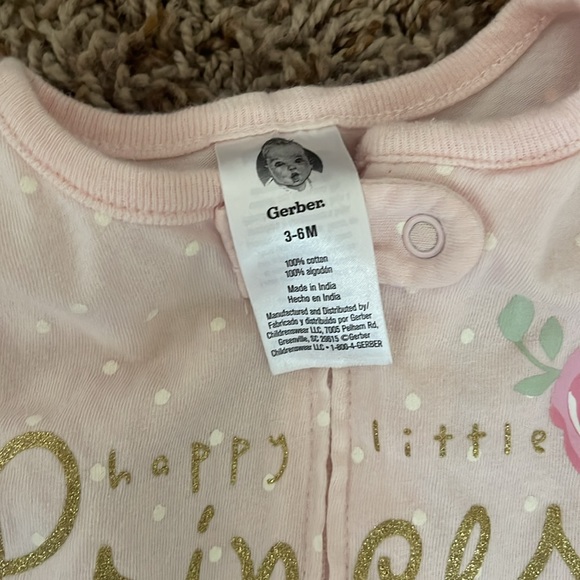 Gerber.
3-6M
100% cotton
100% algodón
Made in India
Hecho en India
Manufactured and Distributed by/
Fabricado y distribuido por Gerber
Childrenswear LLC, 7005 Pelham Rd,
Greenville, SC 29615 ©Gerber
Childrenswear LLC • 1-800-4-GERBER
happy little